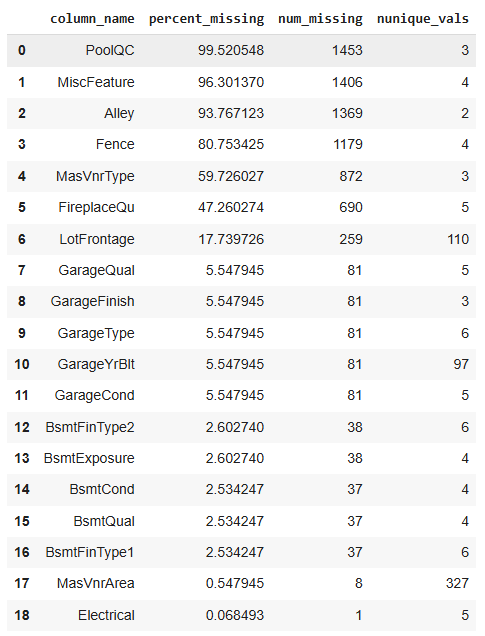 column_name percent_missing num_missing nunique_vals
0 PoolQC 99.520548 1453 3
1 MiscFeature 96.301370 1406 4
2 Alley 93.767123 1369 2
3 Fence 80.753425 1179 4
4 MasVnrType 59.726027 872 3
5 FireplaceQu 47.260274 690 5
6 LotFrontage 17.739726 259 110
7 GarageQual 5.547945 81 5
8 GarageFinish 5.547945 81 3
9 GarageType 5.547945 81 6
10 GarageYrBlt 5.547945 81 97
11 GarageCond 5.547945 81 5
12 BsmtFinType2 2.602740 38 6
13 BsmtExposure 2.602740 38 4
14 BsmtCond 2.534247 37 4
15 BsmtQual 2.534247 37 4
16 BsmtFinType1 2.534247 37 6
17 MasVnrArea 0.547945 8 327
18 Electrical 0.068493 1 5